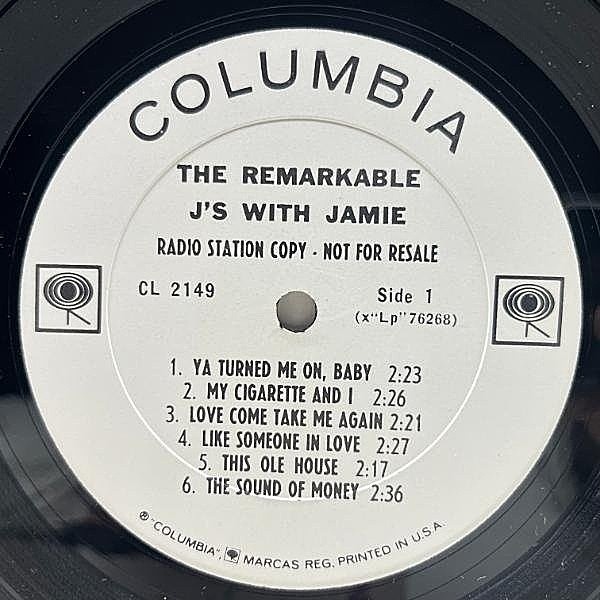 COLUMBIA
THE REMARKABLE
J'S WITH JAMIE
RADIO STATION COPY - NOT FOR RESALE
CL 2149
Side 1
(x"Lp"76268)
1. YA TURNED ME ON, BABY 2:23
2. MY CIGARETTE AND I 2:26
3. LOVE COME TAKE ME AGAIN 2:21
4. LIKE SOMEONE IN LOVE 2:27
5. THIS OLE HOUSE 2:17
6. THE SOUND OF MONEY 2:36
® "COLUMBIA", MARCAS REG. PRINTED IN U.S.A.